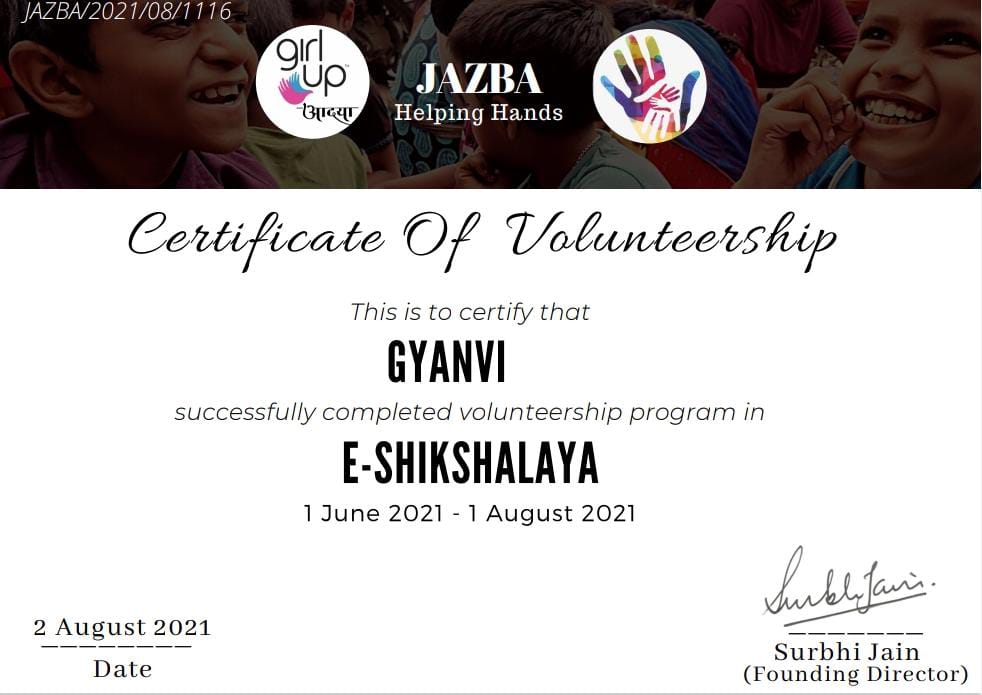 JAZBA/2021/08/1116
girl
up™
आदया
JAZBA
Helping Hands
Certificate Of Volunteership
This is to certify that
GYANVI
successfully completed volunteership program in
E-SHIKSHALAYA
1 June 2021 - 1 August 2021
Surbhi Jain.
2 August 2021
Date
Surbhi Jain
(Founding Director)